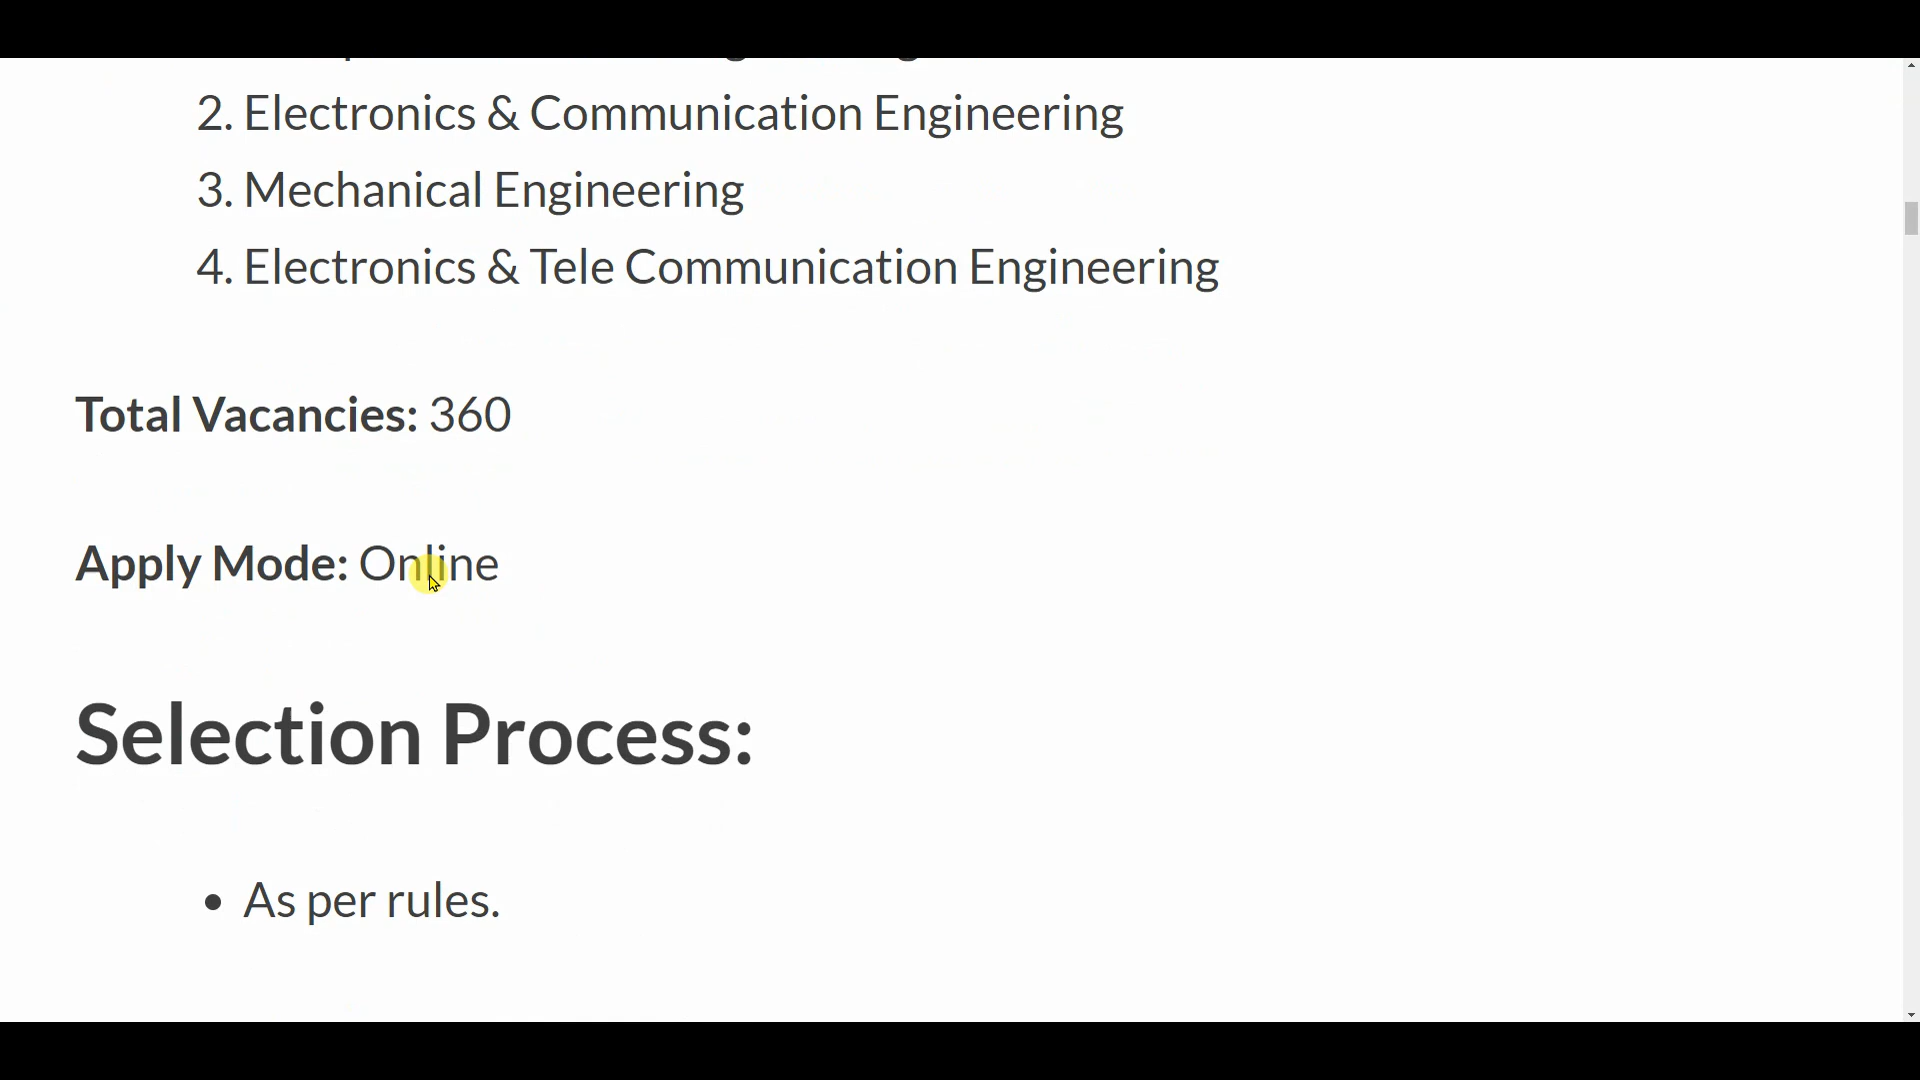 2. Electronics & Communication Engineering
3. Mechanical Engineering
4. Electronics & Tele Communication Engineering
Total Vacancies: 360
Apply Mode: Online
Selection Process:
• As per rules.